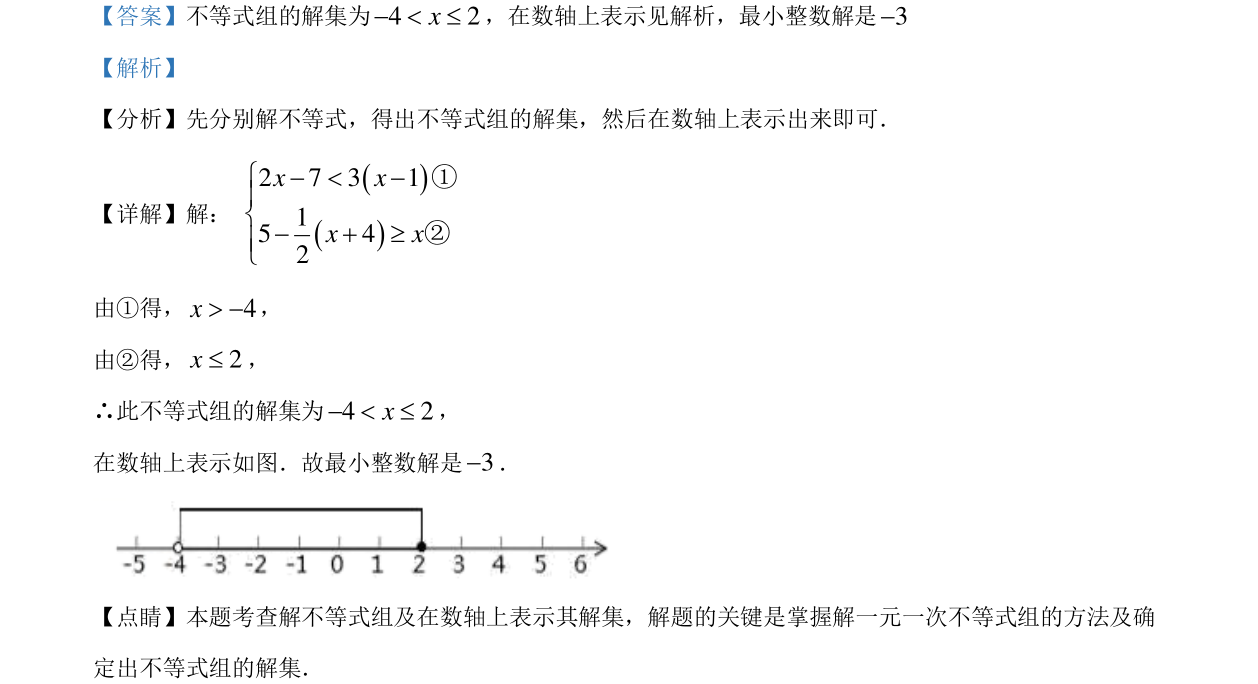 【答案】不等式组的解集为−4 < x ≤ 2，在数轴上表示见解析，最小整数解是−3
【解析】
【分析】先分别解不等式，得出不等式组的解集，然后在数轴上表示出来即可．
2x − 7 < 3(x − 1)①
【详解】解：
5 − 1/2 (x + 4) ≥ x②
由①得，x > −4，
由②得，x ≤ 2，
∴此不等式组的解集为−4 < x ≤ 2，
在数轴上表示如图．故最小整数解是−3．
-5 -4 -3 -2 -1 0 1 2 3 4 5 6
【点睛】本题考查解不等式组及在数轴上表示其解集，解题的关键是掌握解一元一次不等式组的方法及确
定出不等式组的解集．